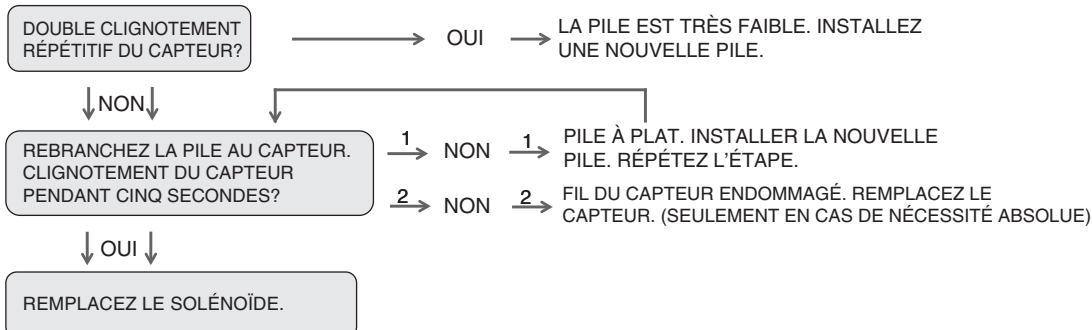 DOUBLE CLIGNOTEMENT
RÉPÉTITIF DU CAPTEUR?
OUI
LA PILE EST TRÈS FAIBLE. INSTALLEZ
UNE NOUVELLE PILE.
NON
REBRANCHEZ LA PILE AU CAPTEUR.
CLIGNOTEMENT DU CAPTEUR
PENDANT CINQ SECONDES?
1 NON 1
PILE À PLAT. INSTALLER LA NOUVELLE
PILE. RÉPÉTEZ L'ÉTAPE.
2 NON 2
FIL DU CAPTEUR ENDOMMAGÉ. REMPLACEZ LE
CAPTEUR. (SEULEMENT EN CAS DE NÉCESSITÉ ABSOLUE)
OUI
REMPLACEZ LE SOLÉNOÏDE.